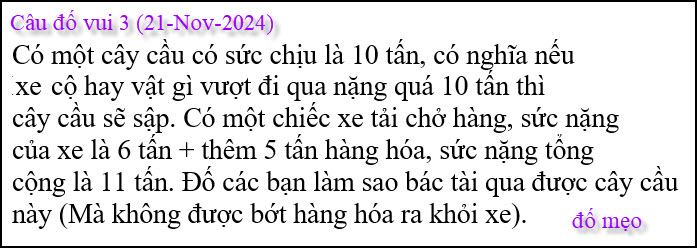 Câu đố vui 3 (21-Nov-2024)
Có một cây cầu có sức chịu là 10 tấn, có nghĩa nếu
xe cộ hay vật gì vượt đi qua nặng quá 10 tấn thì
cây cầu sẽ sập. Có một chiếc xe tải chở hàng, sức nặng
của xe là 6 tấn + thêm 5 tấn hàng hóa, sức nặng tổng
cộng là 11 tấn. Đố các bạn làm sao bác tài qua được cây cầu
này (Mà không được bớt hàng hóa ra khỏi xe).
đố mẹo